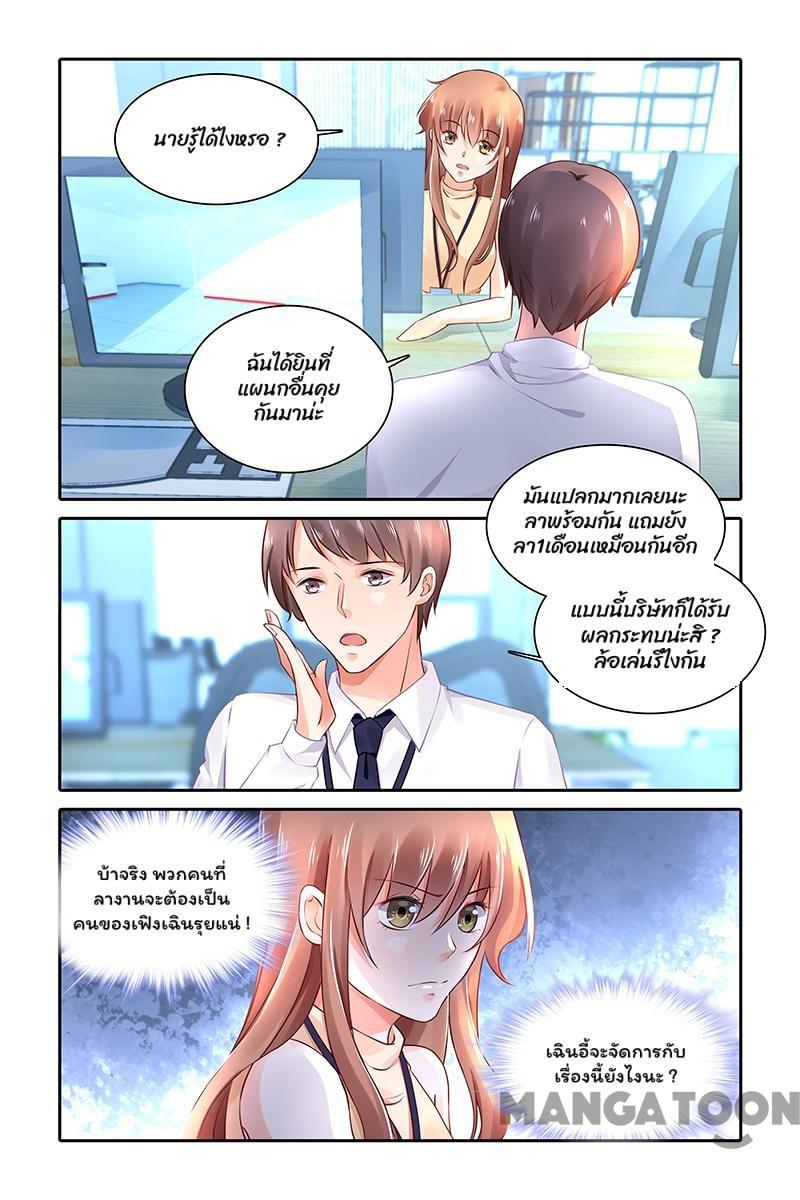 นายรู้ได้ไงหรอ ?
ฉันได้ยินที่
แผนกอื่นคุย
กันมาน่ะ
มันแปลกมากเลยนะ
ลาพร้อมกัน แถมยัง
ลา1เดือนเหมือนกันอีก
แบบนี้บริษัทก็ได้รับ
ผลกระทบน่ะสิ ?
ล้อเล่นรึไงกัน
บ้าจริง พวกคนที่
ลางานจะต้องเป็น
คนของเฟิงเฉินรุยแน่ !
เฉินอี้จะจัดการกับ
เรื่องนี้ยังไงนะ ?
MANGATOON